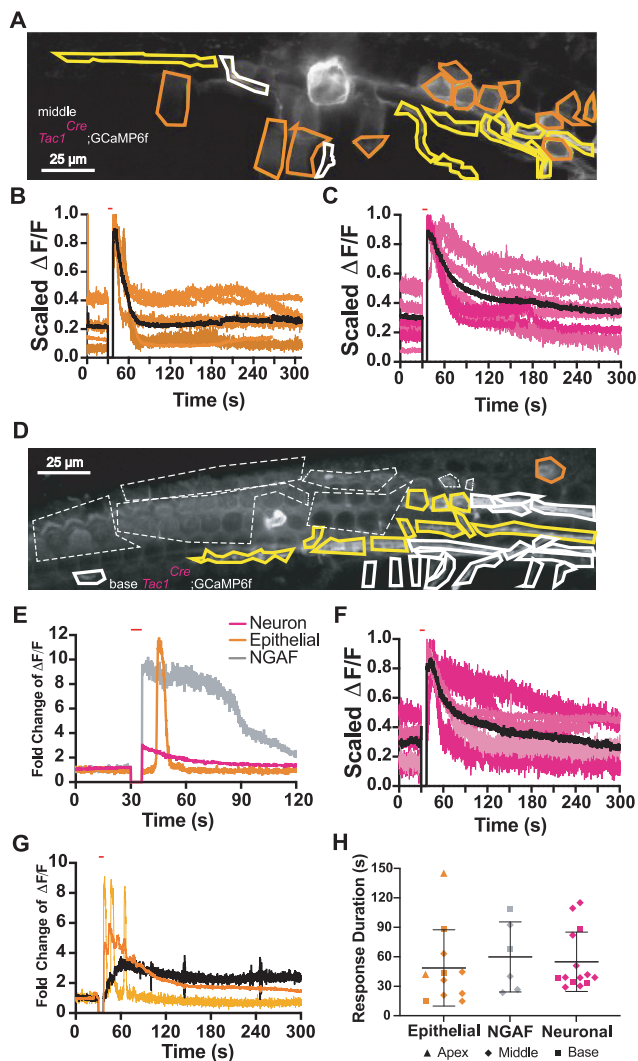 A
middle
Cre
Tac1 ;GCaMP6f
25 µm
B
C
Scaled ΔF/F
1.0
0.8
0.6
0.4
0.2
0.0
0 60 120 180 240 300
Time (s)
Scaled ΔF/F
1.0
0.8
0.6
0.4
0.2
0.0
0 60 120 180 240 300
Time (s)
D
25 µm
Cre
base Tac1 ;GCaMP6f
E
Fold Change of ΔF/F
12
10
8
6
4
2
0
Neuron
Epithelial
NGAF
0 30 60 90 120
Time (s)
F
Scaled ΔF/F
1.0
0.8
0.6
0.4
0.2
0.0
0 60 120 180 240 300
Time (s)
G
Fold Change of ΔF/F
10
8
6
4
2
0
0 60 120 180 240 300
Time (s)
H
Response Duration (s)
150
120
90
60
30
0
Epithelial NGAF Neuronal
Apex Middle Base